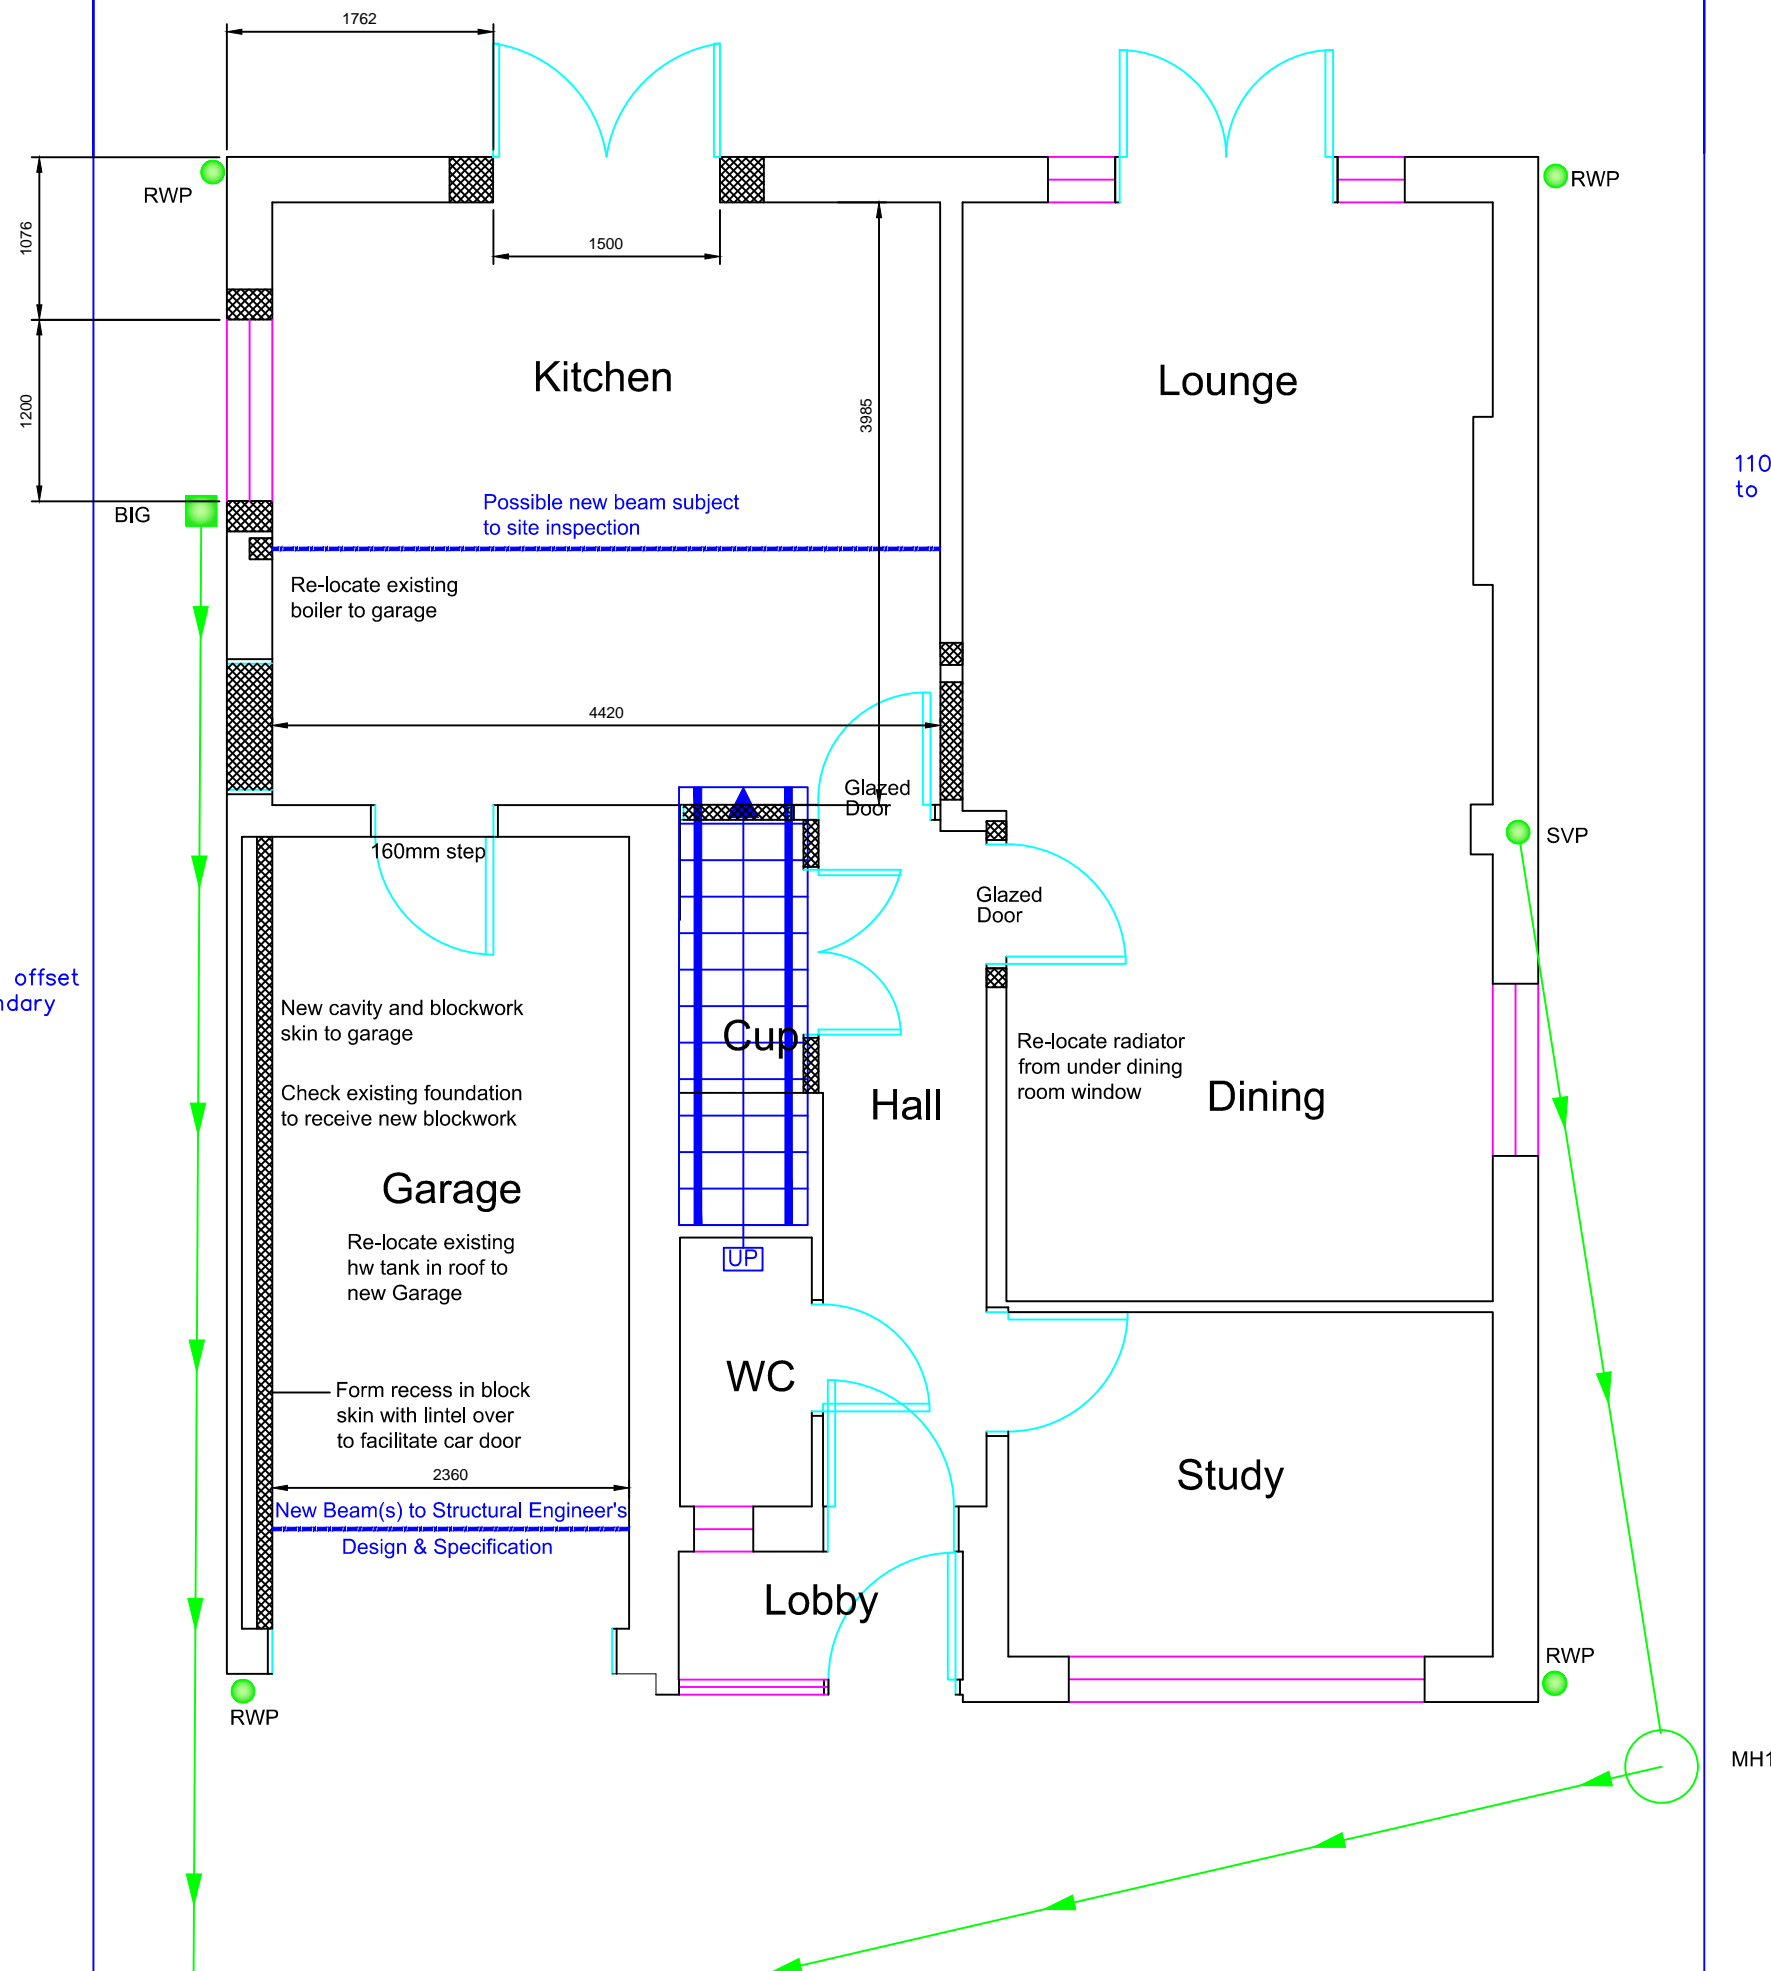 1762
RWP
RWP
1076
1500
Kitchen
Lounge
1200
3985
110
to
BIG
Possible new beam subject
to site inspection
Re-locate existing
boiler to garage
4420
Glazed
Door
160mm step
SVP
Glazed
Door
offset
ndary
New cavity and blockwork
skin to garage
Cup
Re-locate radiator
from under dining
room window
Check existing foundation
to receive new blockwork
Hall
Dining
Garage
Re-locate existing
hw tank in roof to
new Garage
UP
WC
Form recess in block
skin with lintel over
to facilitate car door
2360
Study
New Beam(s) to Structural Engineer's
Design & Specification
Lobby
RWP
RWP
MH1